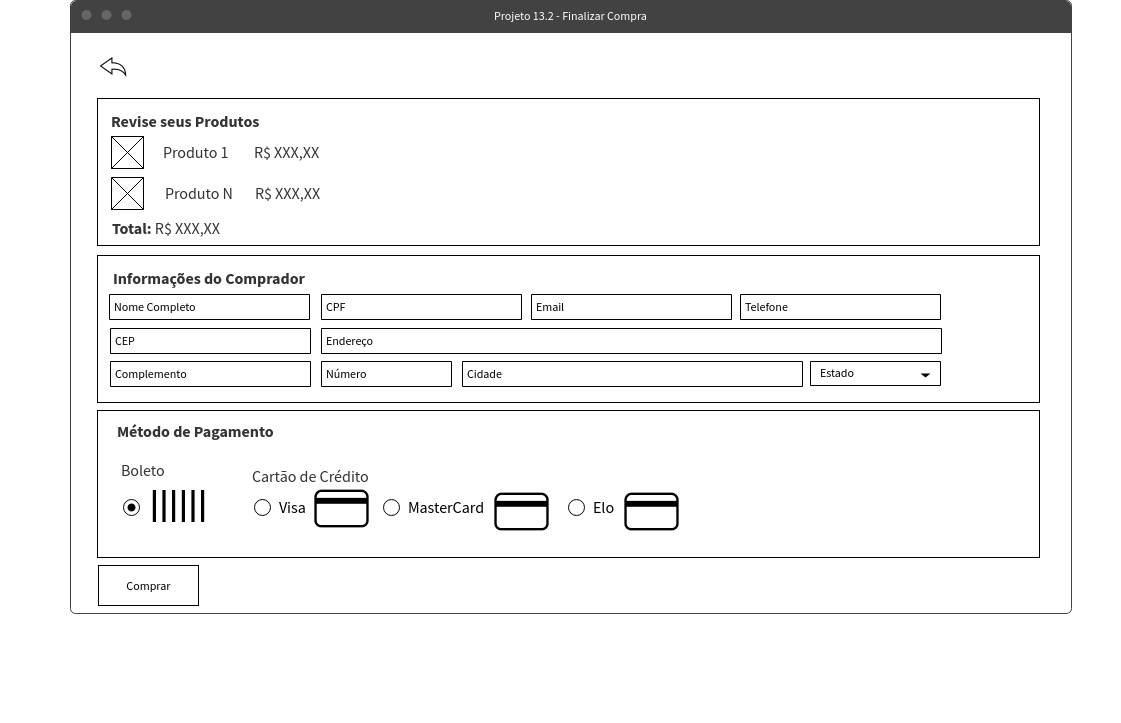 Projeto 13.2 - Finalizar Compra
Revise seus Produtos
Produto 1 R$ XXX,XX
Produto N R$ XXX,XX
Total: R$ XXX,XX
Informações do Comprador
Nome Completo CPF Email Telefone
CEP Endereço
Complemento Número Cidade Estado
Método de Pagamento
Boleto Cartão de Crédito
Visa MasterCard Elo
Comprar